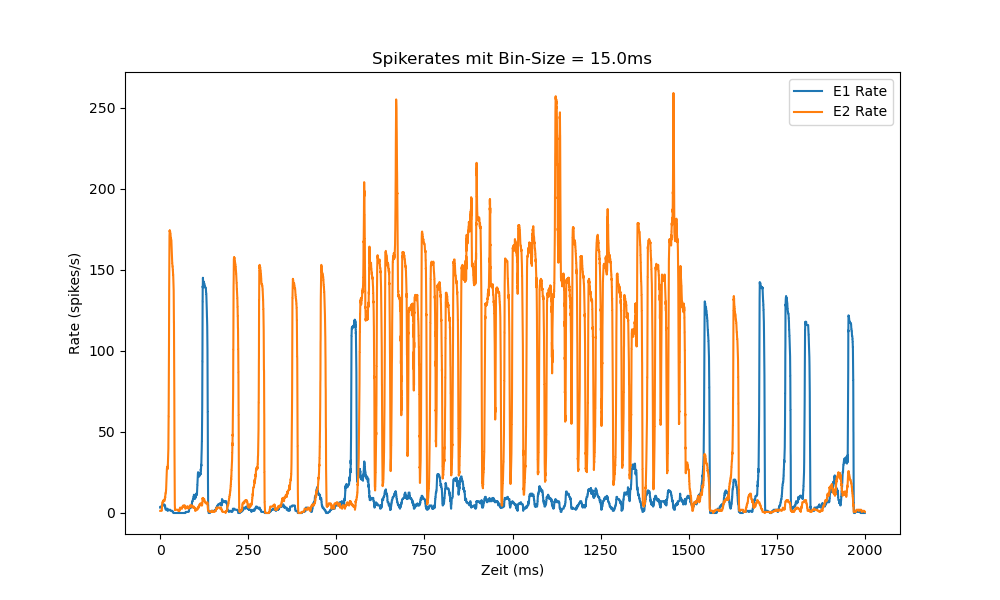 Spikerates mit Bin-Size = 15.0ms
E1 Rate
E2 Rate
250
200
150
100
50
0
Rate (spikes/s)
0 250 500 750 1000 1250 1500 1750 2000
Zeit (ms)